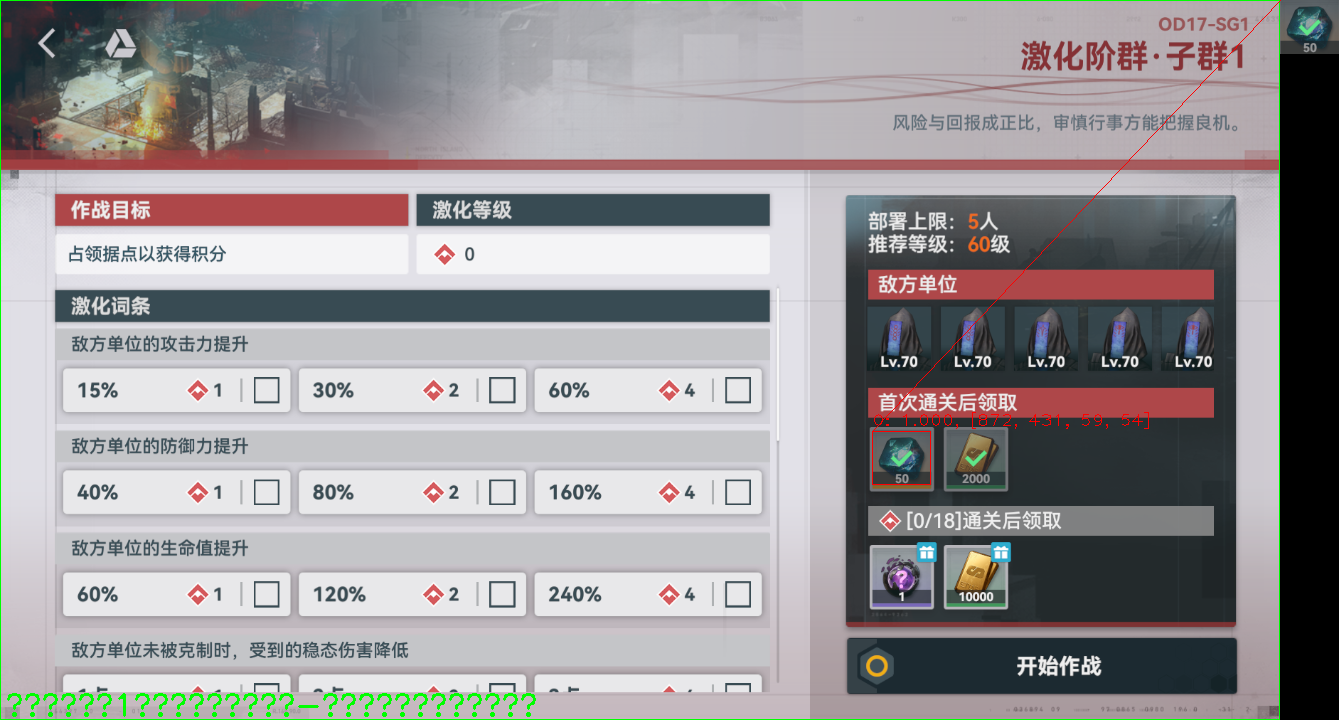 OD17-SG1
激化阶群·子群1
风险与回报成正比，审慎行事方能把握良机。
50
作战目标
激化等级
占领据点以获得积分
0
激化词条
敌方单位的攻击力提升
15% 1
30% 2
60% 4
敌方单位的防御力提升
40% 1
80% 2
160% 4
敌方单位的生命值提升
60% 1
120% 2
240% 4
敌方单位未被克制时，受到的稳态伤害降低
??????1?????????—????????????
部署上限：5人
推荐等级：60级
敌方单位
Lv.70 Lv.70 Lv.70 Lv.70 Lv.70
首次通关后领取
0: 1.000, [872, 431, 59, 54]
50 2000
[0/18]通关后领取
1 10000
开始作战